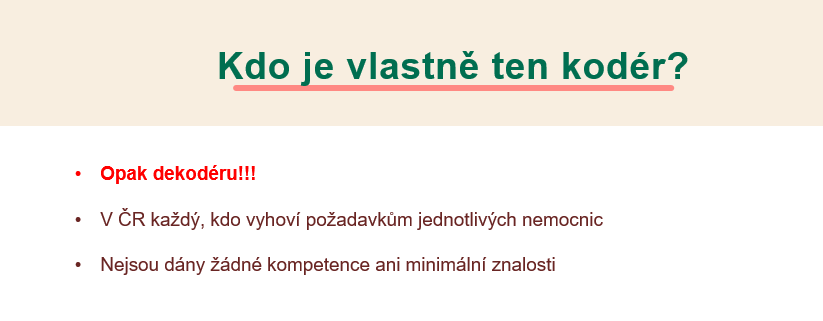 Kdo je vlastně ten kodér?
• Opak dekodéru!!!
• V ČR každý, kdo vyhoví požadavkům jednotlivých nemocnic
• Nejsou dány žádné kompetence ani minimální znalosti